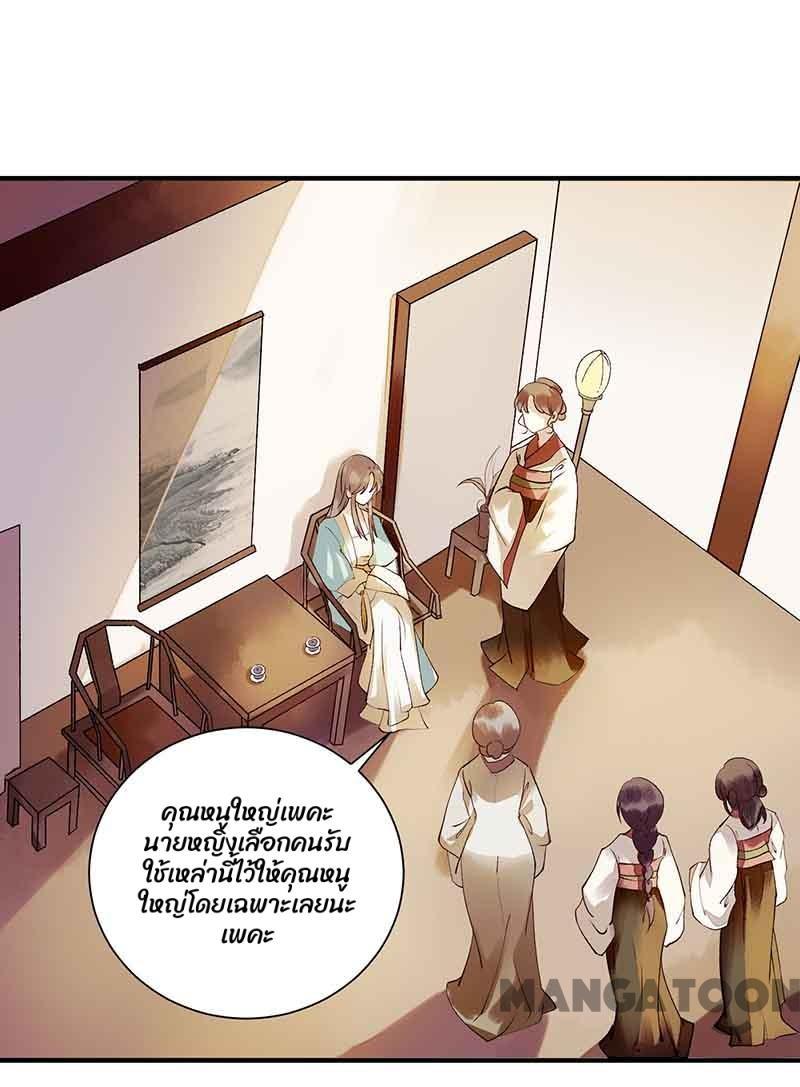 คุณหนูใหญ่เพคะ
นายหญิงเลือกคนรับ
ใช้เหล่านี้ไว้ให้คุณหนู
ใหญ่โดยเฉพาะเลยนะ
เพคะ
MANGATOON